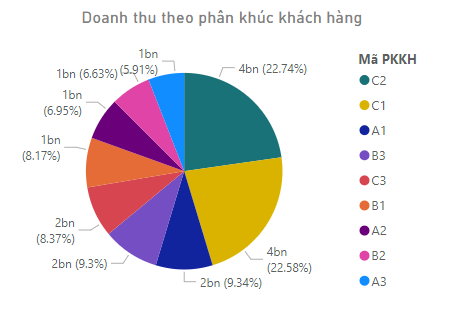 Doanh thu theo phân khúc khách hàng
1bn
(5.91%)
1bn (6.63%)
1bn
(6.95%)
1bn
(8.17%)
2bn
(8.37%)
2bn (9.3%)
2bn (9.34%)
4bn
(22.58%)
4bn (22.74%)
Mã PKKH
C2
C1
A1
B3
C3
B1
A2
B2
A3